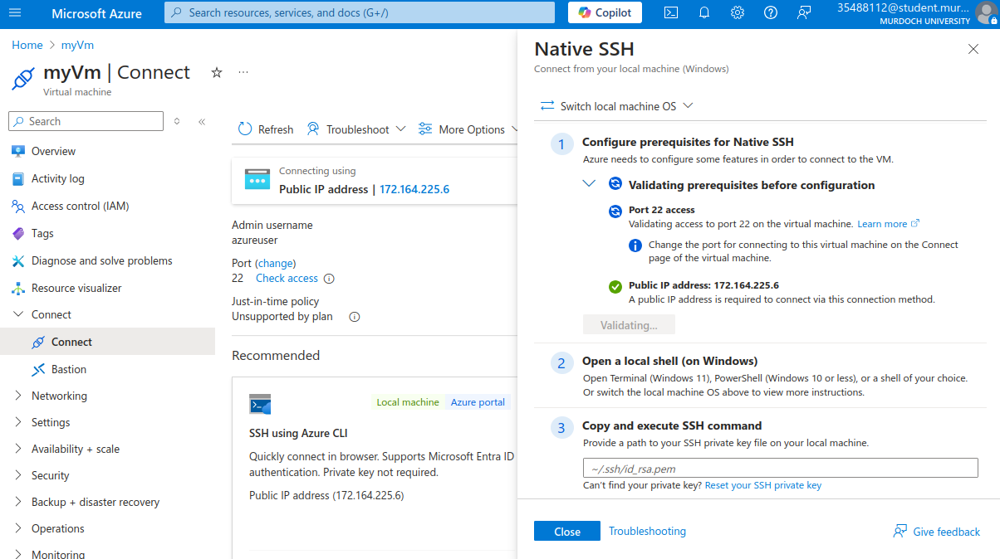 Microsoft Azure
Search resources, services, and docs (G+/)
Copilot
35488112@student.mur...
MURDOCH UNIVERSITY
Home > myVm
myVm | Connect
Virtual machine
Search
Overview
Activity log
Access control (IAM)
Tags
Diagnose and solve problems
Resource visualizer
Connect
Connect
Bastion
Networking
Settings
Availability + scale
Security
Backup + disaster recovery
Operations
Monitoring
Refresh
Troubleshoot
More Options
Connecting using
Public IP address | 172.164.225.6
Admin username
azureuser
Port (change)
22 Check access
Just-in-time policy
Unsupported by plan
Recommended
Local machine
Azure portal
SSH using Azure CLI
Quickly connect in browser. Supports Microsoft Entra ID
authentication. Private key not required.
Public IP address (172.164.225.6)
Native SSH
Connect from your local machine (Windows)
Switch local machine OS
1 Configure prerequisites for Native SSH
Azure needs to configure some features in order to connect to the VM.
Validating prerequisites before configuration
Port 22 access
Validating access to port 22 on the virtual machine. Learn more
Change the port for connecting to this virtual machine on the Connect
page of the virtual machine.
Public IP address: 172.164.225.6
A public IP address is required to connect via this connection method.
Validating...
2 Open a local shell (on Windows)
Open Terminal (Windows 11), PowerShell (Windows 10 or less), or a shell of your choice.
Or switch the local machine OS above to view more instructions.
3 Copy and execute SSH command
Provide a path to your SSH private key file on your local machine.
~/.ssh/id_rsa.pem
Can't find your private key? Reset your SSH private key
Close
Troubleshooting
Give feedback